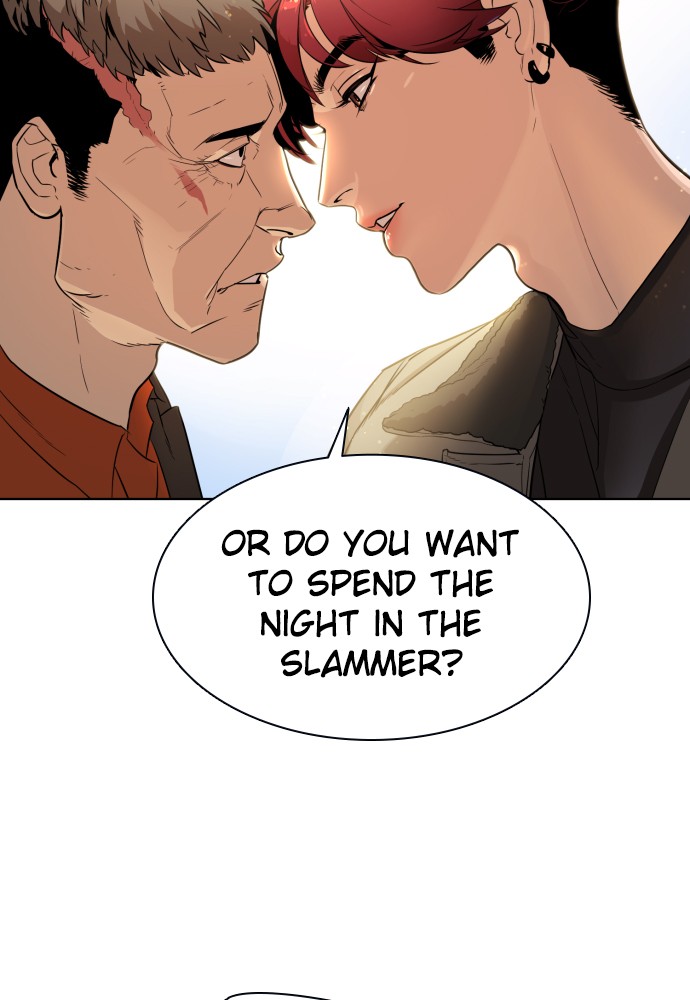 OR DO YOU WANT
TO SPEND THE
NIGHT IN THE
SLAMMER?